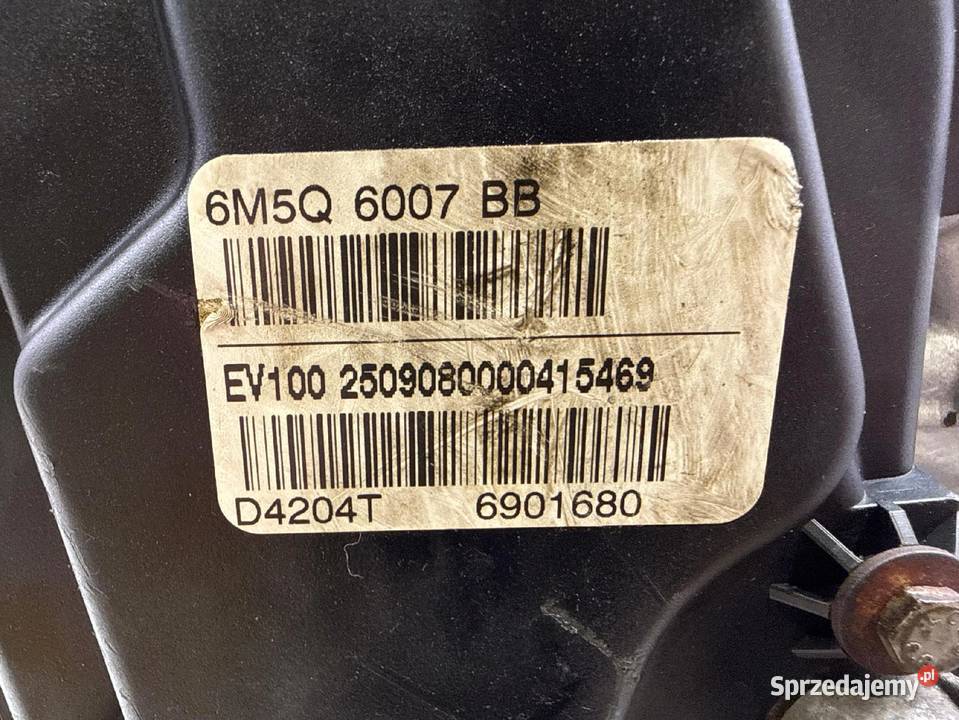 6M5Q 6007 BB
EV100 2509080000415469
D4204T 6901680
Sprzedajemy.pl